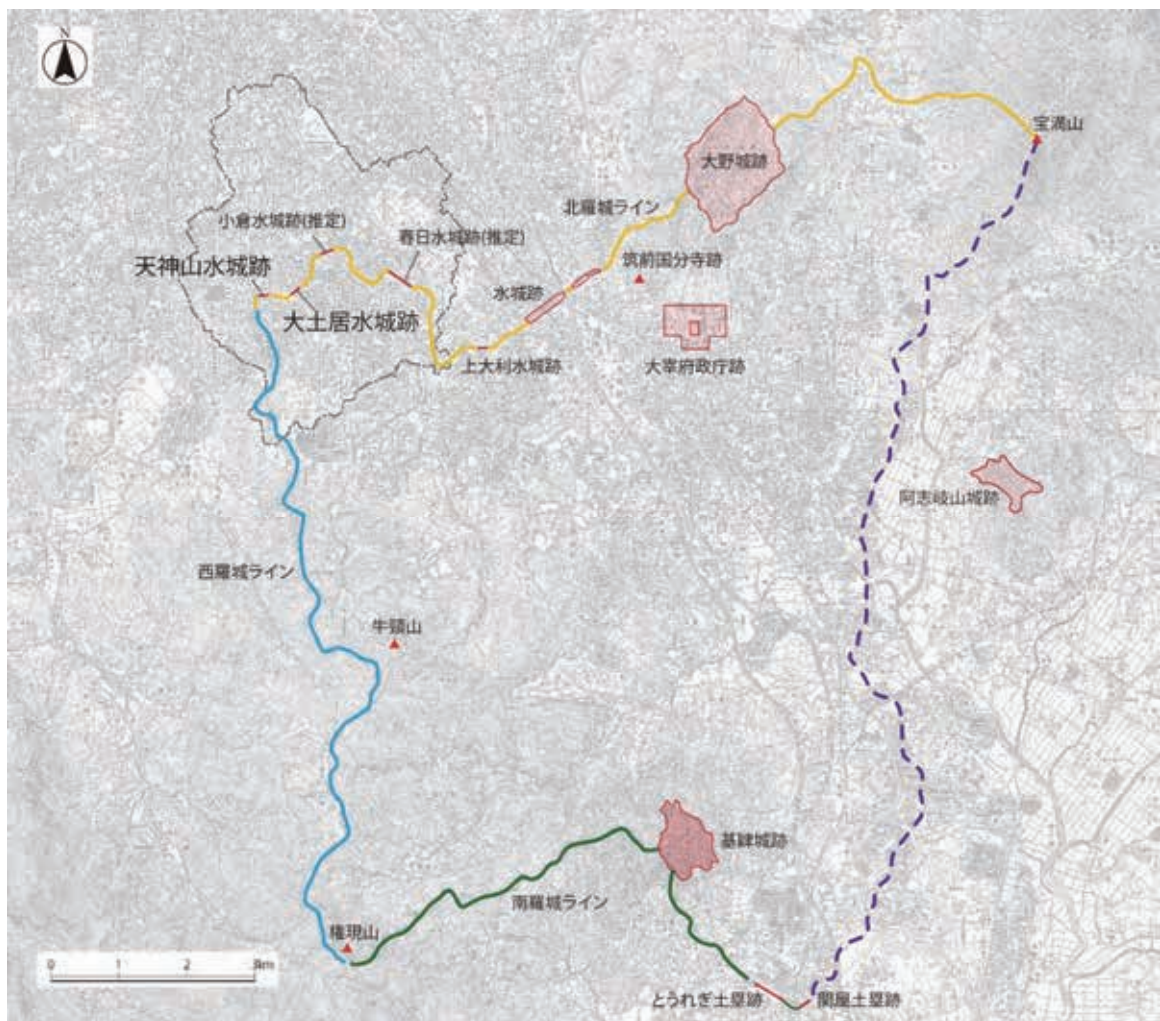 N
宝満山
大野城跡
北羅城ライン
小倉水城跡(推定)
春日水城跡(推定)
天神山水城跡
筑前国分寺跡
水城跡
大土居水城跡
上大利水城跡
大宰府政庁跡
阿志岐山城跡
西羅城ライン
牛頸山
基肄城跡
南羅城ライン
権現山
0 1 2 3km
とうれぎ土塁跡
関屋土塁跡